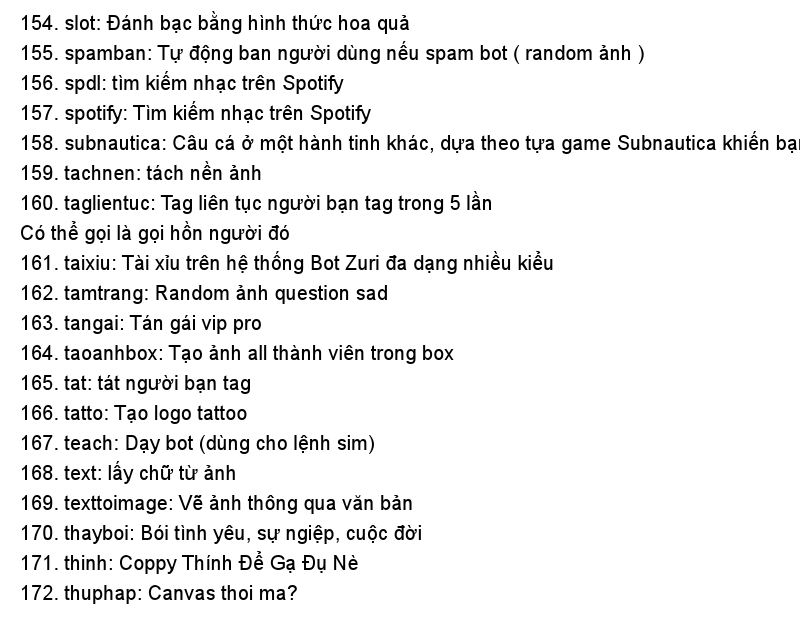 154. slot: Đánh bạc bằng hình thức hoa quả
155. spamban: Tự động ban người dùng nếu spam bot ( random ảnh )
156. spdl: tìm kiếm nhạc trên Spotify
157. spotify: Tìm kiếm nhạc trên Spotify
158. subnautica: Câu cá ở một hành tinh khác, dựa theo tựa game Subnautica khiến
159. tachnen: tách nền ảnh
160. taglientuc: Tag liên tục người bạn tag trong 5 lần
Có thể gọi là gọi hồn người đó
161. taixiu: Tài xỉu trên hệ thống Bot Zuri đa dạng nhiều kiểu
162. tamtrang: Random ảnh question sad
163. tangai: Tán gái vip pro
164. taoanhbox: Tạo ảnh all thành viên trong box
165. tat: tát người bạn tag
166. tatto: Tạo logo tattoo
167. teach: Dạy bot (dùng cho lệnh sim)
168. text: lấy chữ từ ảnh
169. texttoimage: Vẽ ảnh thông qua văn bản
170. thayboi: Bói tình yêu, sự ngiệp, cuộc đời
171. thinh: Coppy Thính Để Gạ Đụ Nè
172. thuphap: Canvas thoi ma?